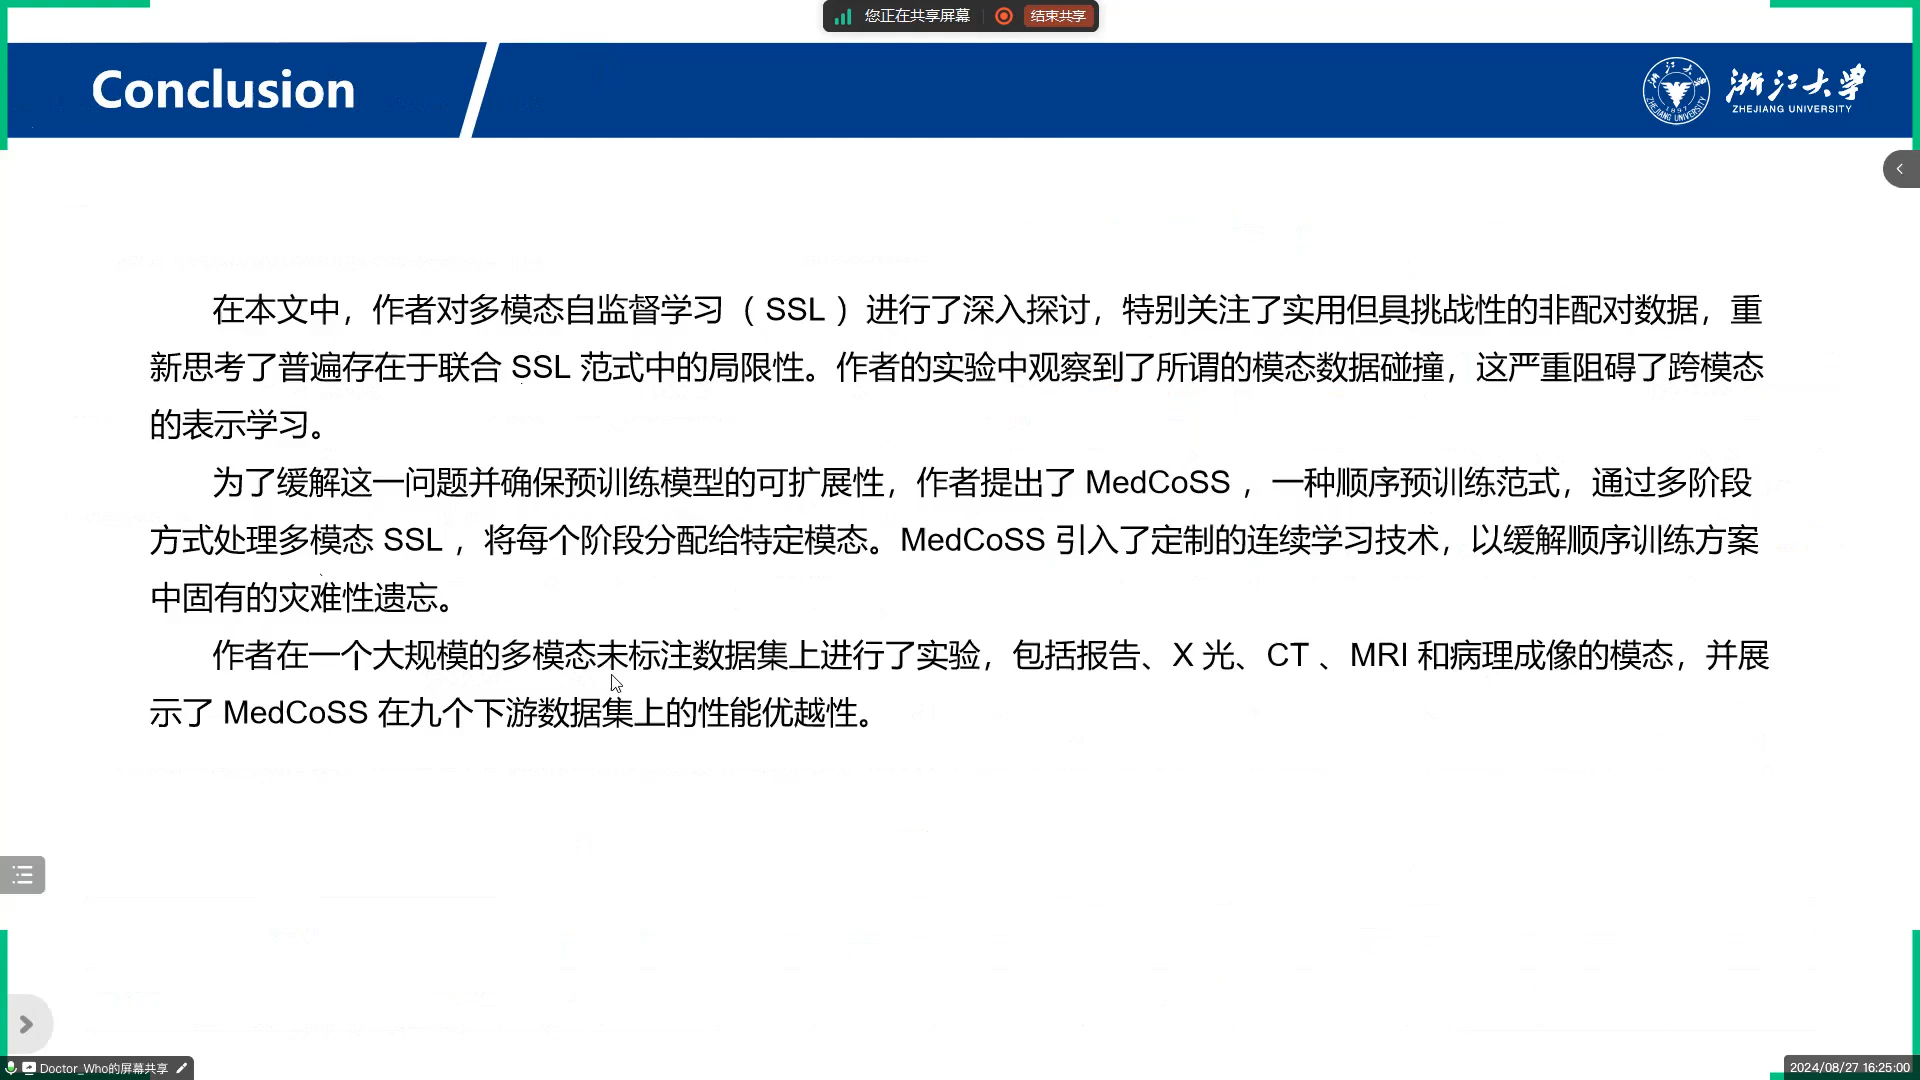 您正在共享屏幕
结束共享
Conclusion
浙江大学
ZHEJIANG UNIVERSITY
浙江大学
ZHEJIANG UNIVERSITY
1897
在本文中，作者对多模态自监督学习（ SSL ）进行了深入探讨，特别关注了实用但具挑战性的非配对数据，重
新思考了普遍存在于联合 SSL 范式中的局限性。作者的实验中观察到了所谓的模态数据碰撞，这严重阻碍了跨模态
的表示学习。
为了缓解这一问题并确保预训练模型的可扩展性，作者提出了 MedCoSS ，一种顺序预训练范式，通过多阶段
方式处理多模态 SSL ，将每个阶段分配给特定模态。MedCoSS 引入了定制的连续学习技术，以缓解顺序训练方案
中固有的灾难性遗忘。
作者在一个大规模的多模态未标注数据集上进行了实验，包括报告、X 光、CT 、MRI 和病理成像的模态，并展
示了 MedCoSS 在九个下游数据集上的性能优越性。
Doctor_Who的屏幕共享
2024/08/27 16:25:00